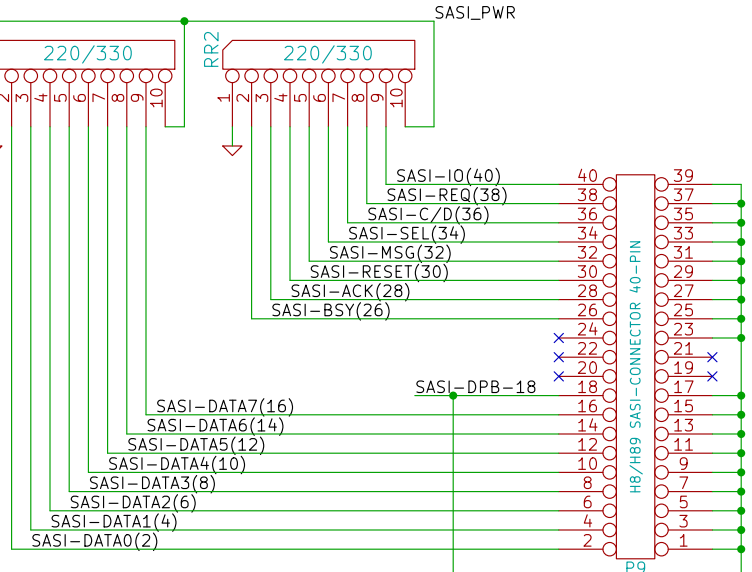 SASI_PWR
220/330
RR2
220/330
2 3 4 5 6 7 8 9 10
1 2 3 4 5 6 7 8 9 10
SASI-IO(40) 40 39
SASI-REQ(38) 38 37
SASI-C/D(36) 36 35
SASI-SEL(34) 34 33
SASI-MSG(32) 32 31
SASI-RESET(30) 30 29
SASI-ACK(28) 28 27
SASI-BSY(26) 26 25
24 23
22 21
20 19
SASI-DPB-18 18 17
SASI-DATA7(16) 16 15
SASI-DATA6(14) 14 13
SASI-DATA5(12) 12 11
SASI-DATA4(10) 10 9
SASI-DATA3(8) 8 7
SASI-DATA2(6) 6 5
SASI-DATA1(4) 4 3
SASI-DATA0(2) 2 1
H8/H89 SASI-CONNECTOR 40-PIN
P9